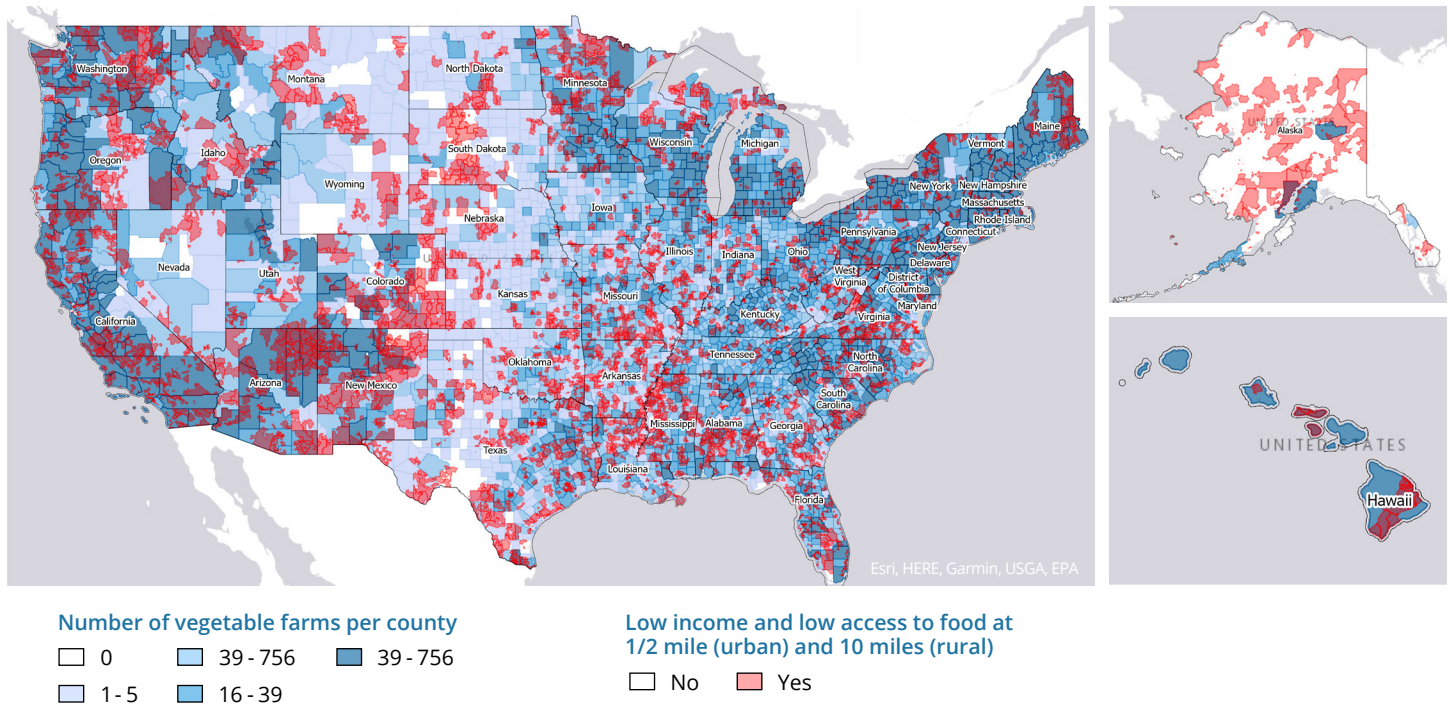 Washington
Montana
North Dakota
Minnesota
Maine
Oregon
Idaho
South Dakota
Wisconsin
Michigan
Vermont
Wyoming
New York
New Hampshire
Massachusetts
Nebraska
Iowa
Rhode Island
Pennsylvania
Connecticut
Nevada
Utah
Colorado
Illinois
Indiana
Ohio
New Jersey
Delaware
West
Virginia
District
of Columbia
Kansas
Missouri
Maryland
California
Kentucky
Virginia
Tennessee
North
Carolina
Oklahoma
Arkansas
Arizona
New Mexico
South
Carolina
Mississippi
Alabama
Georgia
Texas
Louisiana
Florida
Esri, HERE, Garmin, USGA, EPA
UNITED STATES
Alaska
UNITED STATES
Hawaii
Number of vegetable farms per county
0
39 - 756
39 - 756
1 - 5
16 - 39
Low income and low access to food at
1/2 mile (urban) and 10 miles (rural)
No
Yes